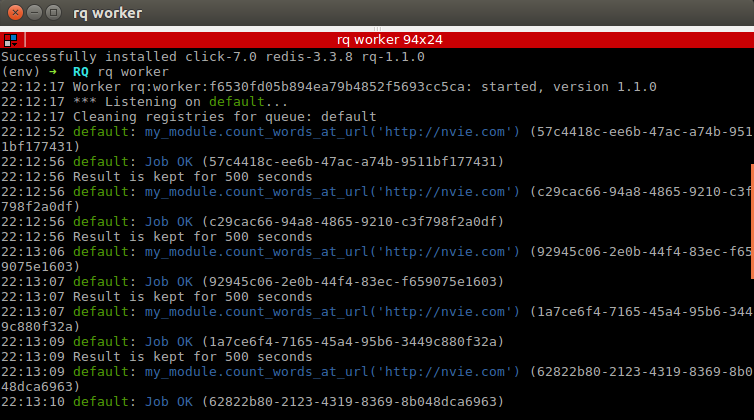 rq worker
rq worker 94x24
Successfully installed click-7.0 redis-3.3.8 rq-1.1.0
(env) ➜  RQ rq worker
22:12:17 Worker rq:worker:f6530fd05b894ea79b4852f5693cc5ca: started, version 1.1.0
22:12:17 *** Listening on default...
22:12:17 Cleaning registries for queue: default
22:12:52 default: my_module.count_words_at_url('http://nvie.com') (57c4418c-ee6b-47ac-a74b-951
1bf177431)
22:12:56 default: Job OK (57c4418c-ee6b-47ac-a74b-9511bf177431)
22:12:56 Result is kept for 500 seconds
22:12:56 default: my_module.count_words_at_url('http://nvie.com') (c29cac66-94a8-4865-9210-c3f
798f2a0df)
22:12:56 default: Job OK (c29cac66-94a8-4865-9210-c3f798f2a0df)
22:12:56 Result is kept for 500 seconds
22:13:06 default: my_module.count_words_at_url('http://nvie.com') (92945c06-2e0b-44f4-83ec-f65
9075e1603)
22:13:07 default: Job OK (92945c06-2e0b-44f4-83ec-f659075e1603)
22:13:07 Result is kept for 500 seconds
22:13:07 default: my_module.count_words_at_url('http://nvie.com') (1a7ce6f4-7165-45a4-95b6-344
9c880f32a)
22:13:09 default: Job OK (1a7ce6f4-7165-45a4-95b6-3449c880f32a)
22:13:09 Result is kept for 500 seconds
22:13:09 default: my_module.count_words_at_url('http://nvie.com') (62822b80-2123-4319-8369-8b0
48dca6963)
22:13:10 default: Job OK (62822b80-2123-4319-8369-8b048dca6963)